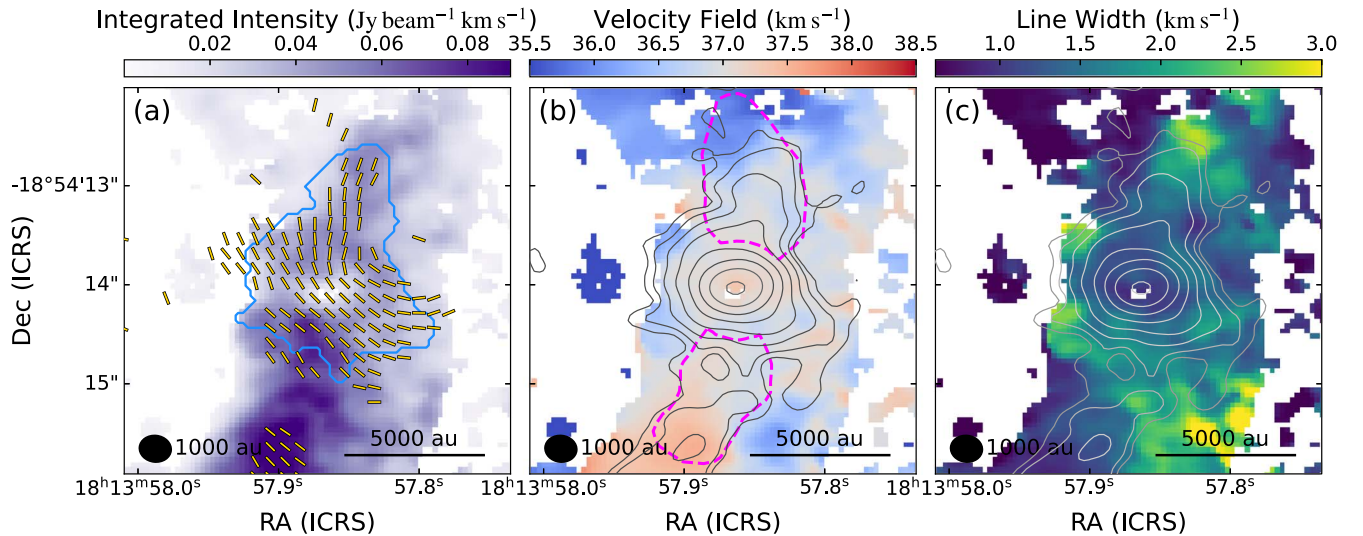 Integrated Intensity (Jy beam⁻¹ km s⁻¹)
0.02 0.04 0.06 0.08
Velocity Field (km s⁻¹)
35.5 36.0 36.5 37.0 37.5 38.0 38.5
Line Width (km s⁻¹)
1.0 1.5 2.0 2.5 3.0
(a)
(b)
(c)
Dec (ICRS)
-18°54'13"
14"
15"
1000 au
5000 au
1000 au
5000 au
1000 au
5000 au
18ʰ13ᵐ58.0ˢ 57.9ˢ 57.8ˢ
18ʰ13ᵐ58.0ˢ 57.9ˢ 57.8ˢ
18ʰ13ᵐ58.0ˢ 57.9ˢ 57.8ˢ
RA (ICRS)
RA (ICRS)
RA (ICRS)